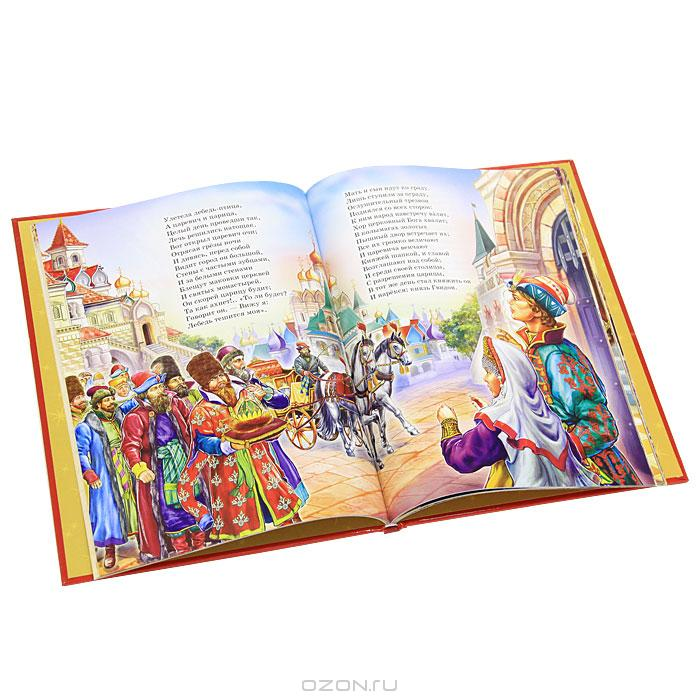 Улетела лебедь-птица,
А царевич и царица,
Целый день проведши так,
Лечь решились натощак.
Вот открыл царевич очи;
Отрясая грёзы ночи
И дивясь, перед собой
Видит город он большой,
Стены с частыми зубцами,
И за белыми стенами
Блещут маковки церквей
И святых монастырей.
Он скорей царицу будит;
Та как ахнет!.. «То ли будет?
Говорит он, — Вижу я:
Лебедь тешится моя».
Мать и сын идут ко граду.
Лишь ступили за ограду,
Оглушительный трезвон
Поднялся со всех сторон:
К ним народ навстречу валит,
Хор церковный Бога хвалит;
В колымагах золотых
Пышный двор встречает их;
Все их громко величают
И царевича венчают
Княжей шапкой, и главой
Возглашают над собой;
И среди своей столицы,
С разрешения царицы,
В тот же день стал княжить он
И нарёкся: князь Гвидон.
OZON.ru